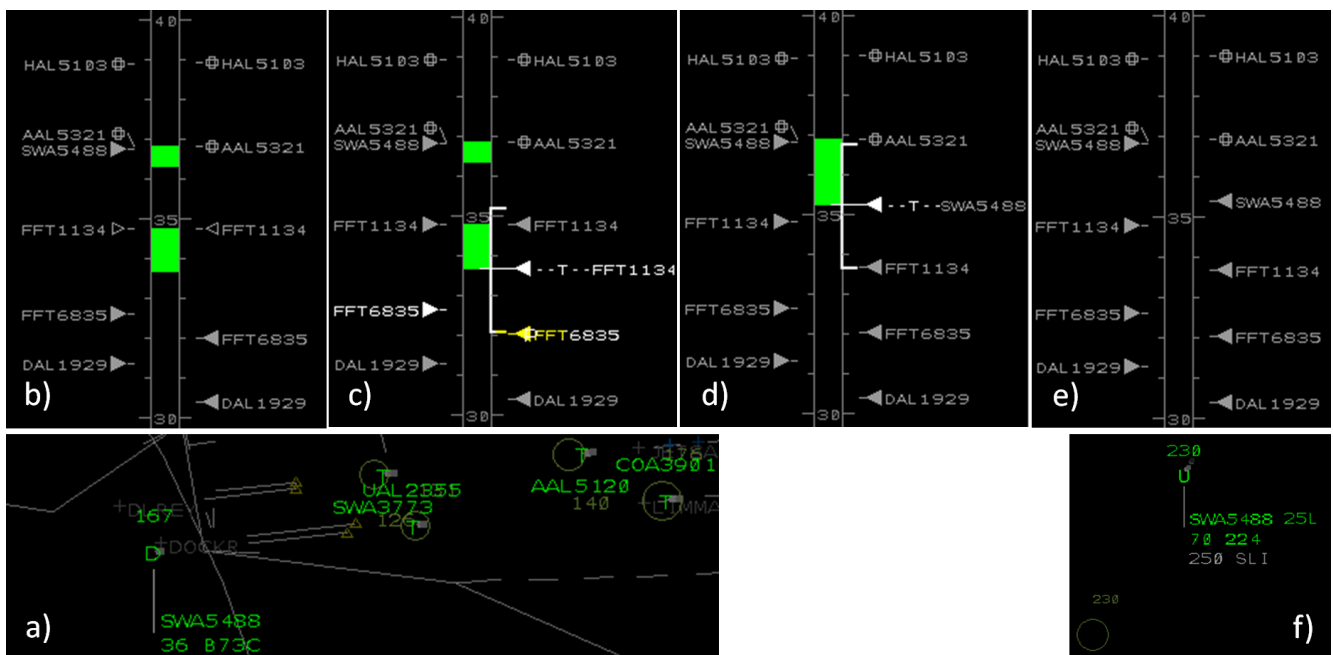 40
HAL5103 HAL5103
AAL5321
SWA5488 AAL5321
35
FFT1134 FFT1134
FFT6835
FFT6835
DAL1929
30 DAL1929
b)
40
HAL5103 HAL5103
AAL5321
SWA5488 AAL5321
35
FFT1134 FFT1134
--T--FFT1134
FFT6835
FFT6835
DAL1929
30 DAL1929
c)
40
HAL5103 HAL5103
AAL5321
SWA5488 AAL5321
--T--SWA5488
35
FFT1134
FFT1134
FFT6835
FFT6835
DAL1929
30 DAL1929
d)
40
HAL5103 HAL5103
AAL5321
SWA5488 AAL5321
SWA5488
35
FFT1134
FFT1134
FFT6835
FFT6835
DAL1929
30 DAL1929
e)
T
T
COA3901
AAL5120
140
T
LIMMA
SWA3773
T
167
D
DOCKR
SWA5488
36 B73C
a)
230
U
SWA5488 25L
70 224
250 SLI
230
f)